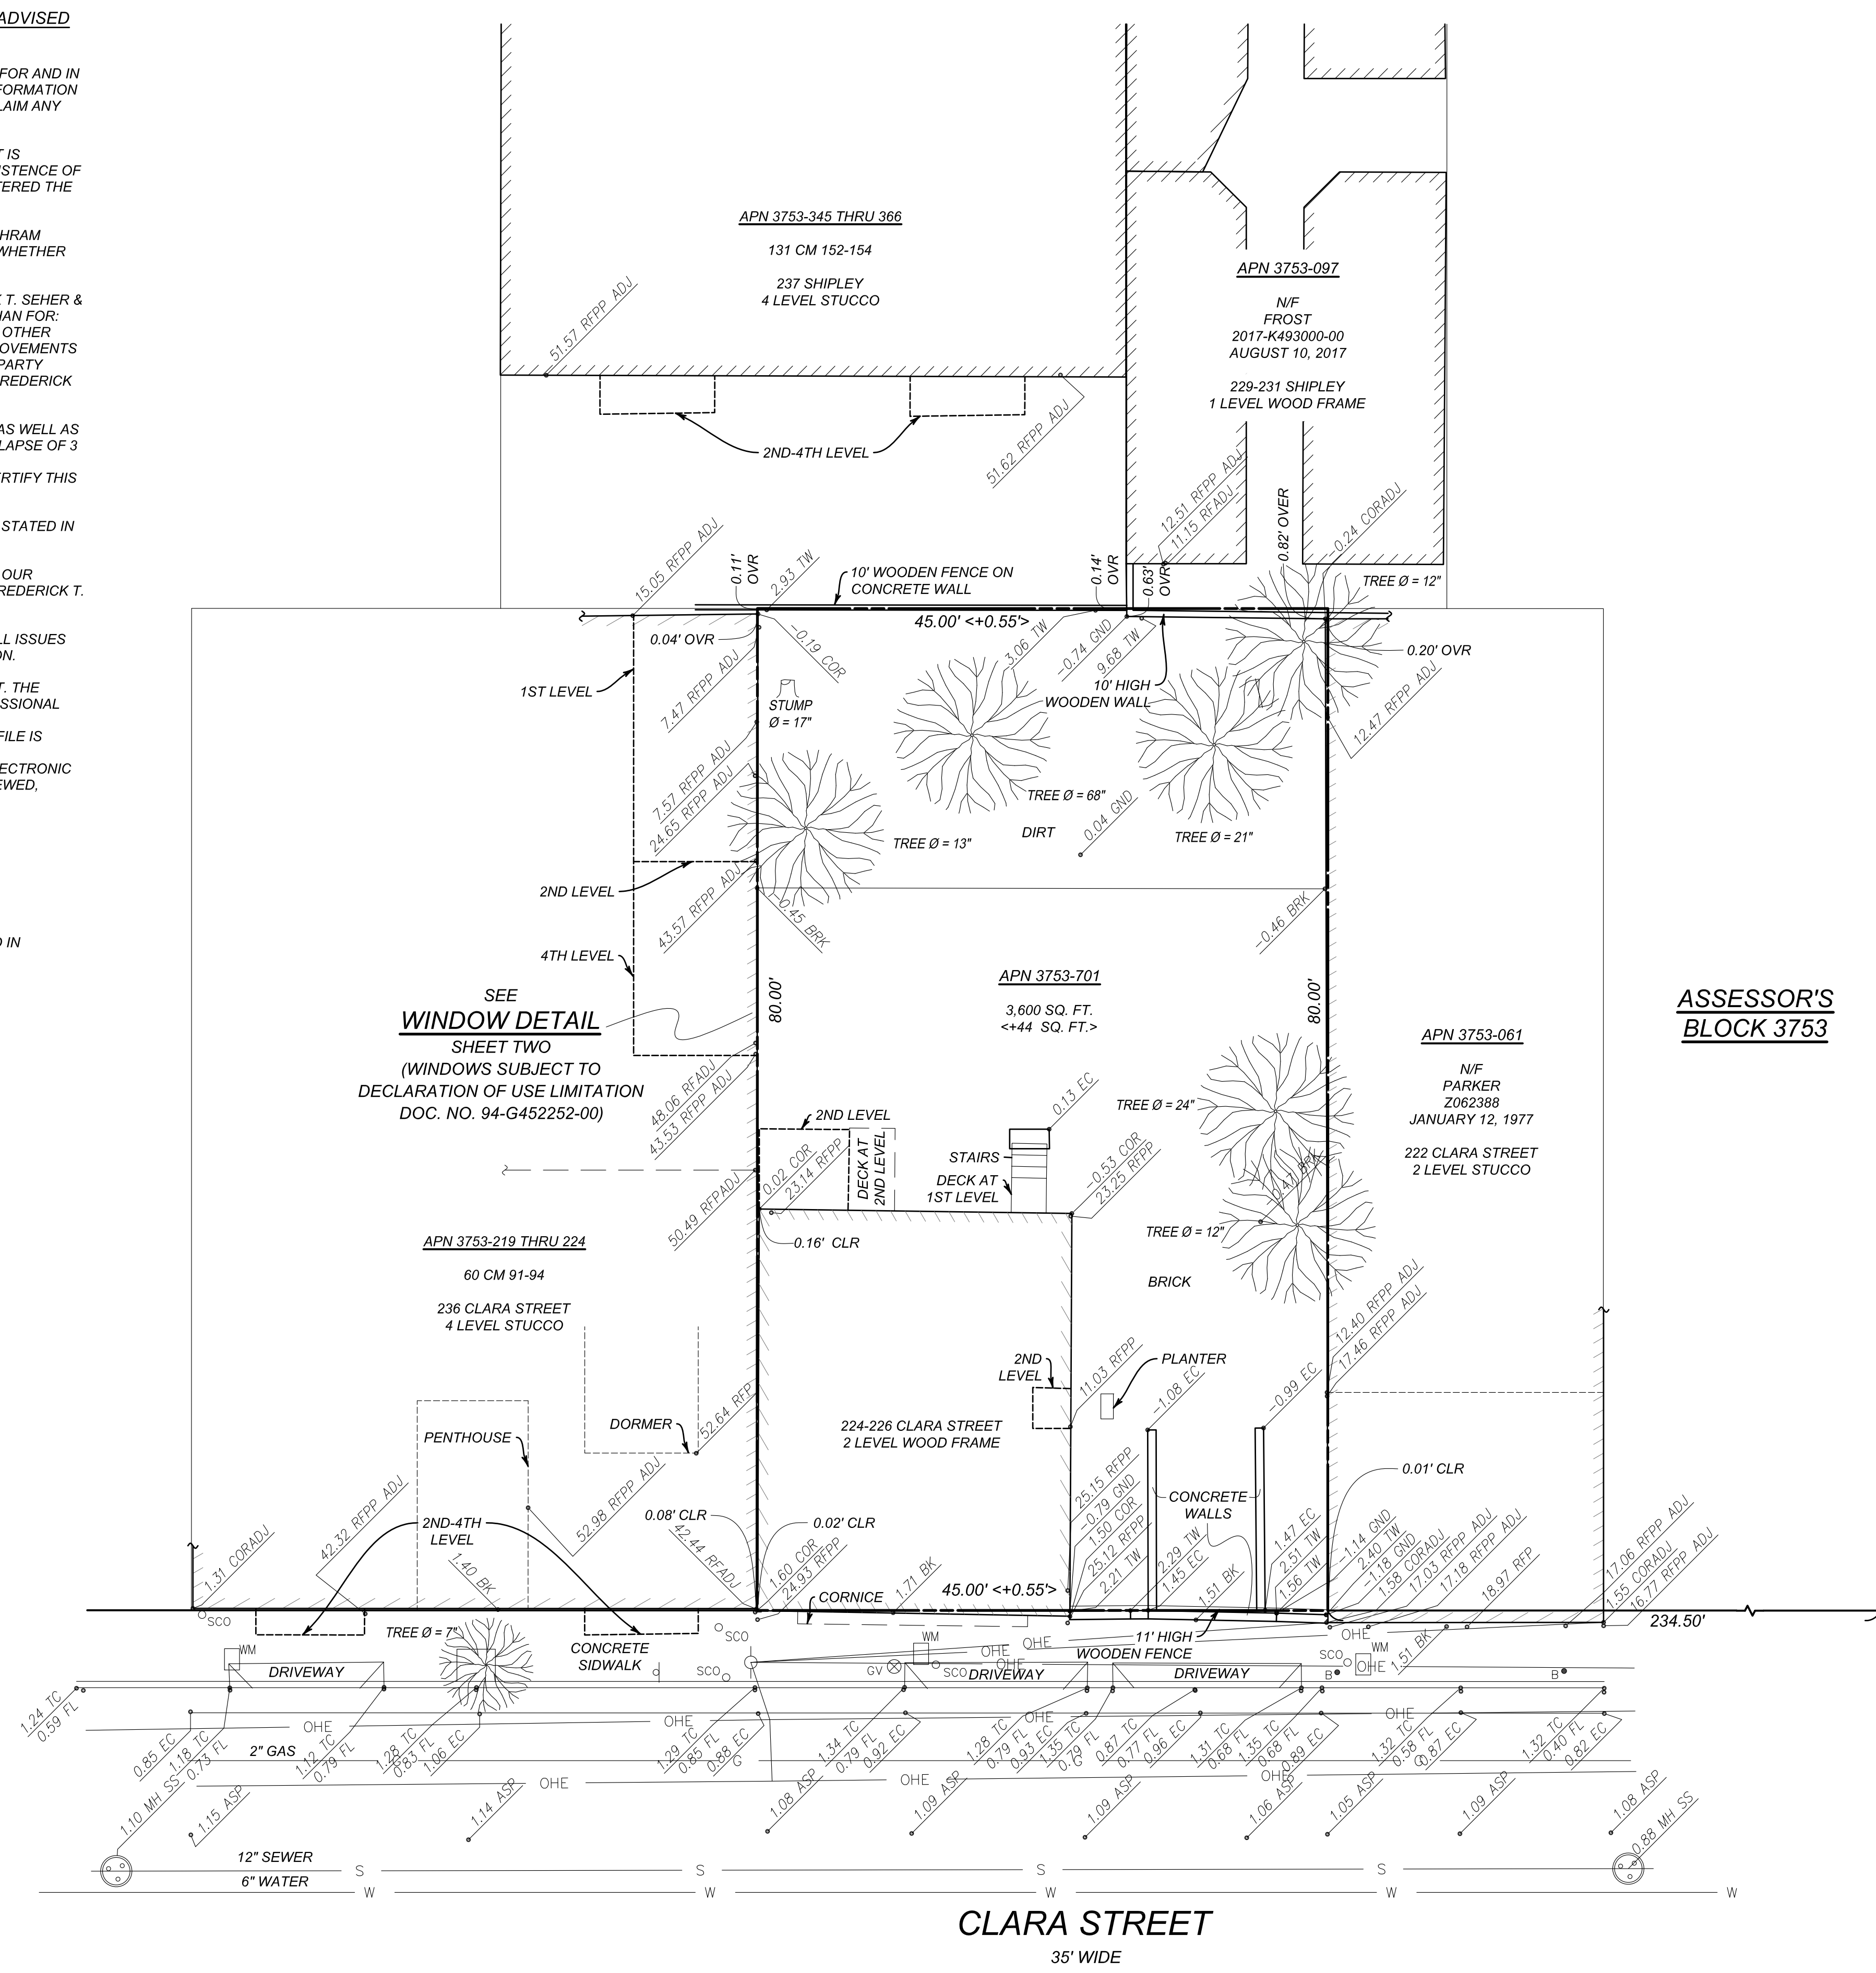 ADVISED
FOR AND IN
FORMATION
LAIM ANY
T IS
ISTENCE OF
TERED THE
HRAM
WHETHER
T. SEHER &
HAN FOR:
OTHER
OVEMENTS
PARTY
FREDERICK
AS WELL AS
LAPSE OF 3
ERTIFY THIS
STATED IN
OUR
FREDERICK T.
LL ISSUES
ON.
T. THE
ESSIONAL
FILE IS
ECTRONIC
EWED,
D IN
APN 3753-345 THRU 366
131 CM 152-154
237 SHIPLEY
4 LEVEL STUCCO
APN 3753-097
N/F
FROST
2017-K493000-00
AUGUST 10, 2017
229-231 SHIPLEY
1 LEVEL WOOD FRAME
51.57 RFPP ADJ
51.62 RFPP ADJ
2ND-4TH LEVEL
12.51 RFPP ADJ
11.15 RFADJ
0.82' OVER
-0.24 CORADJ
TREE Ø = 12"
15.05 RFPP ADJ
0.11' OVR
2.93 TW
10' WOODEN FENCE ON
CONCRETE WALL
0.14' OVR
0.63' OVR
45.00' <+0.55'>
0.04' OVR
-0.19 COR
3.06 TW
-0.74 GND
9.68 TW
0.20' OVR
12.47 RFPP ADJ
1ST LEVEL
7.47 RFPP ADJ
STUMP
Ø = 17"
10' HIGH
WOODEN WALL
7.57 RFPP ADJ
24.65 RFPP ADJ
TREE Ø = 68"
DIRT
0.04 GND
TREE Ø = 13"
TREE Ø = 21"
2ND LEVEL
43.57 RFPP ADJ
-0.45 BRK
-0.46 BRK
4TH LEVEL
80.00'
80.00'
SEE
WINDOW DETAIL
SHEET TWO
(WINDOWS SUBJECT TO
DECLARATION OF USE LIMITATION
DOC. NO. 94-G452252-00)
APN 3753-701
3,600 SQ. FT.
<+44 SQ. FT.>
ASSESSOR'S
BLOCK 3753
APN 3753-061
N/F
PARKER
Z062388
JANUARY 12, 1977
222 CLARA STREET
2 LEVEL STUCCO
48.06 RFADJ
43.53 RFPP ADJ
2ND LEVEL
DECK AT
2ND LEVEL
0.13 EC
TREE Ø = 24"
STAIRS
DECK AT
1ST LEVEL
0.02 COR
23.14 RFPP
-0.53 COR
23.25 RFPP
-0.47 BRK
50.49 RFPADJ
0.16' CLR
TREE Ø = 12"
BRICK
APN 3753-219 THRU 224
60 CM 91-94
236 CLARA STREET
4 LEVEL STUCCO
12.40 RFPP ADJ
17.46 RFPP ADJ
2ND
LEVEL
11.03 RFPP
PLANTER
-1.08 EC
-0.99 EC
PENTHOUSE
DORMER
52.64 RFP
224-226 CLARA STREET
2 LEVEL WOOD FRAME
0.01' CLR
CONCRETE
WALLS
1.31 CORADJ
42.32 RFPP ADJ
2ND-4TH
LEVEL
52.98 RFPP ADJ
1.40 BK
0.08' CLR
42.44 RFADJ
0.02' CLR
1.60 COR
24.93 RFPP
CORNICE
1.71 BK
45.00' <+0.55'>
25.15 RFPP
-0.79 GND
1.50 COR
25.12 RFPP
2.21 TW
2.29 TW
1.45 EC
1.51 BK
1.47 EC
2.51 TW
1.56 TW
-1.14 GND
2.40 TW
-1.18 GND
1.58 CORADJ
17.03 RFPP ADJ
17.18 RFPP ADJ
18.97 RFP
17.06 RFPP ADJ
1.55 CORADJ
16.77 RFPP ADJ
234.50'
SCO
TREE Ø = 7"
WM
DRIVEWAY
CONCRETE
SIDWALK
SCO
SCO
GV
WM
SCO
OHE
OHE
OHE
OHE
DRIVEWAY
11' HIGH
WOODEN FENCE
DRIVEWAY
SCO
WM
OHE
B
1.51 BK
B
1.24 TC
0.59 FL
OHE
OHE
OHE
OHE
0.85 EC
1.18 TC
0.73 FL
1.12 TC
0.79 FL
1.28 TC
0.83 FL
1.06 EC
1.29 TC
0.85 FL
0.88 EC
1.34 TC
0.79 FL
0.92 EC
1.28 TC
0.79 FL
0.93 EC
1.35 TC
0.79 FL
0.87 TC
0.77 FL
0.96 EC
1.31 TC
0.68 FL
1.35 TC
0.68 FL
0.89 EC
1.32 TC
0.58 FL
0.87 EC
1.32 TC
0.40 FL
0.82 EC
2" GAS
G
G
G
OHE
OHE
OHE
1.10 MH SS
1.15 ASP
1.14 ASP
1.08 ASP
1.09 ASP
1.09 ASP
1.06 ASP
1.05 ASP
1.09 ASP
1.08 ASP
0.88 MH SS
12" SEWER
S
S
S
S
6" WATER
W
W
W
W
W
CLARA STREET
35' WIDE